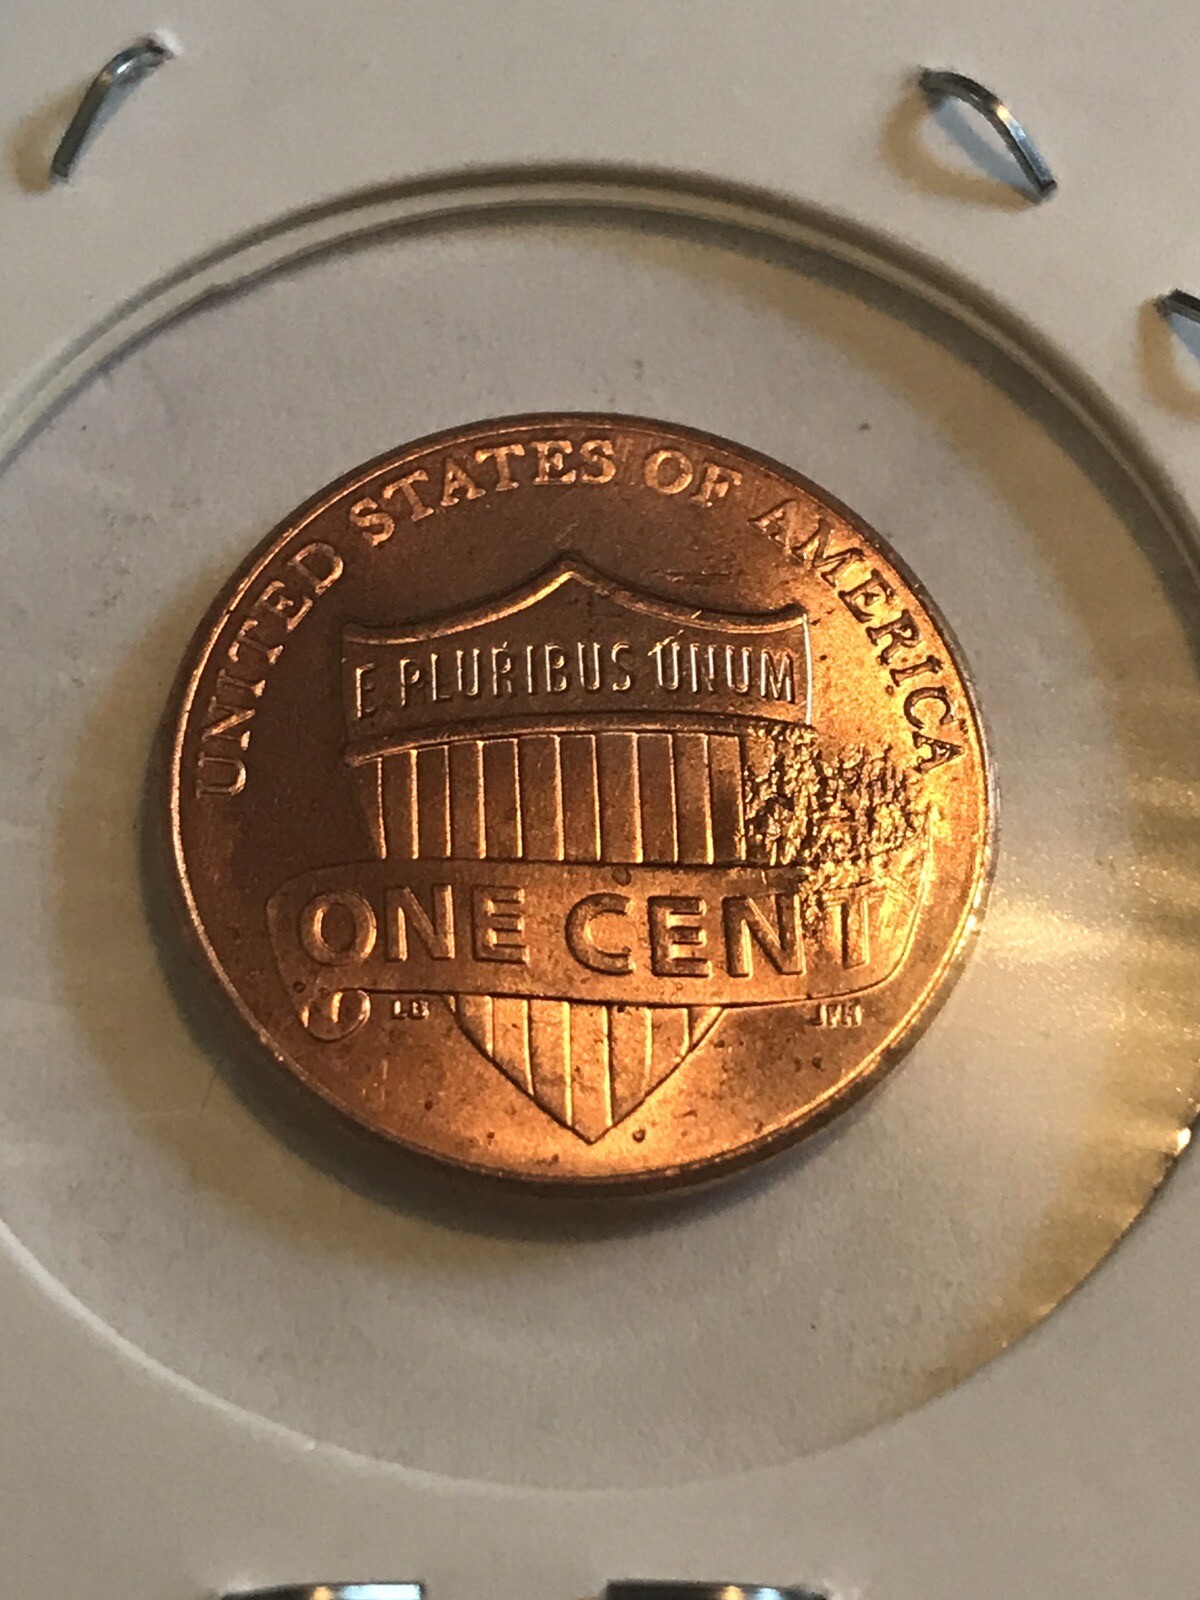 UNITED STATES OF AMERICA
E PLURIBUS UNUM
ONE CENT
LB
JFM